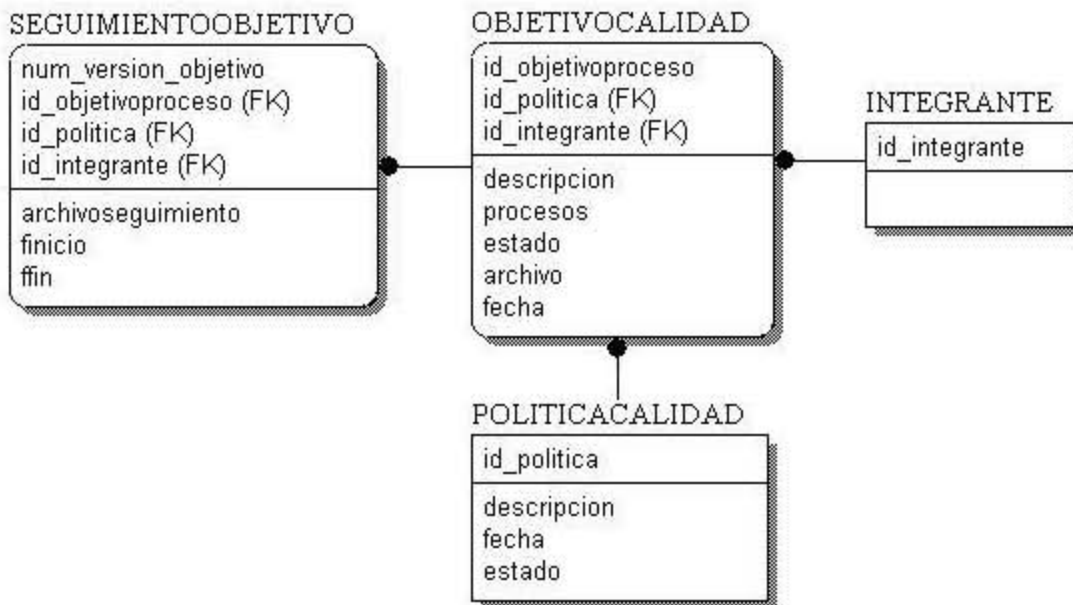 SEGUIMIENTOOBJETIVO
num_version_objetivo
id_objetivoproceso (FK)
id_politica (FK)
id_integrante (FK)
archivoseguimiento
finicio
ffin
OBJETIVOCALIDAD
id_objetivoproceso
id_politica (FK)
id_integrante (FK)
descripcion
procesos
estado
archivo
fecha
INTEGRANTE
id_integrante
POLITICACALIDAD
id_politica
descripcion
fecha
estado